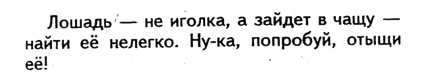 Лошадь — не иголка, а зайдет в чащу —
найти её нелегко. Ну-ка, попробуй, отыщи
её!